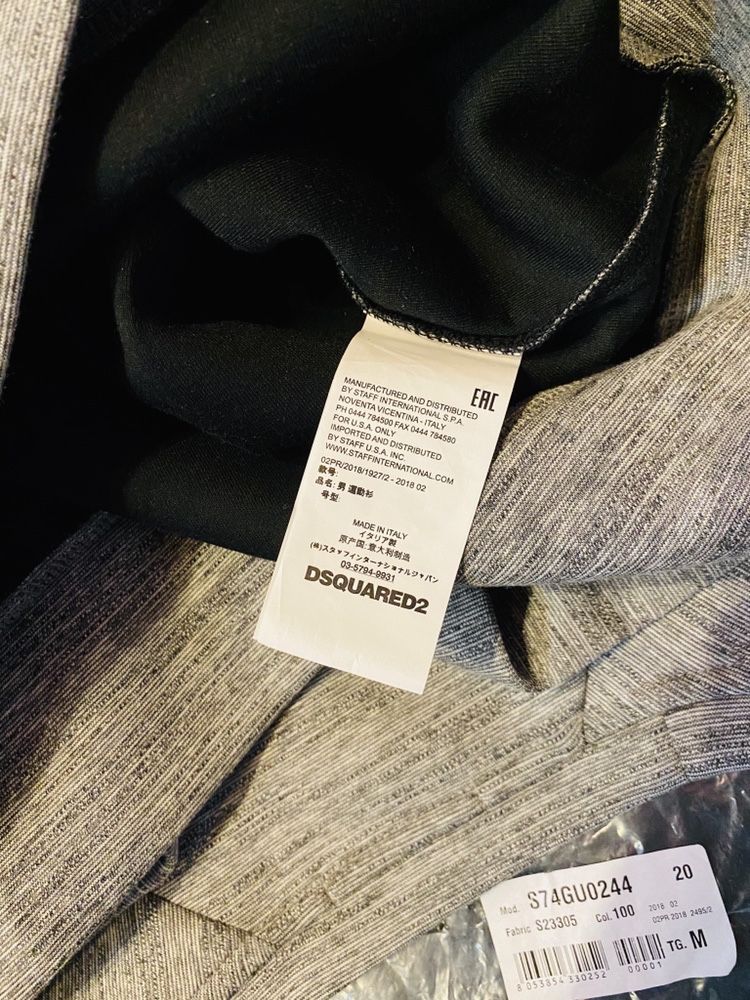 EAC
MANUFACTURED AND DISTRIBUTED
BY STAFF INTERNATIONAL S.P.A.
NOVENTA VICENTINA - ITALY
PH 0444 784500 FAX 0444 784580
FOR U.S.A. ONLY
IMPORTED AND DISTRIBUTED
BY STAFF U.S.A. INC
WWW.STAFFINTERNATIONAL.COM
02PR/2018/1927/2 - 2018 02
款号:
品名: 男 運動衫
号型:
MADE IN ITALY
イタリア製
原产国: 意大利制造
(株)スタッフインターナショナルジャパン
03-5794-9931
DSQUARED2
Mod. S74GU0244 20
Fabric S23305 Col. 100 2018 02
02PR 2018 2495/2
TG. M
8 053854 330252 00001